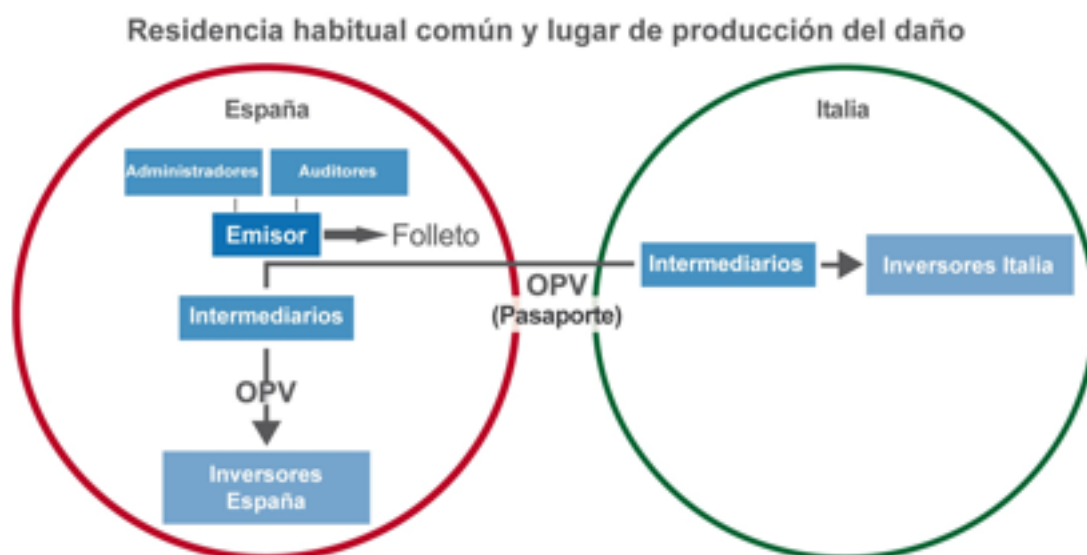 Residencia habitual común y lugar de producción del daño
España
Italia
Administradores
Auditores
Emisor
Folleto
Intermediarios
Inversores Italia
OPV
(Pasaporte)
Intermediarios
OPV
Inversores
España